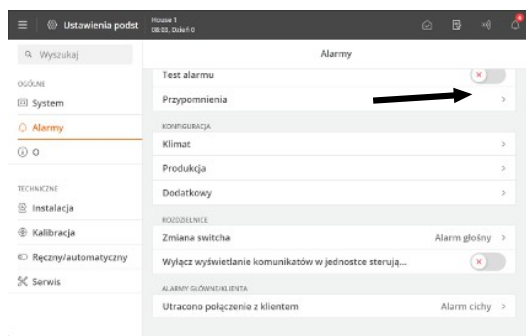 Ustawienia podst
House 1
08:03, Dzień 0
Wyszukaj
Alarmy
OGÓLNE
System
Alarmy
O
TECHNICZNE
Instalacja
Kalibracja
Ręczny/automatyczny
Serwis
Test alarmu
Przypomnienia
KONFIGURACJA
Klimat
Produkcja
Dodatkowy
ROZDZIELNICE
Zmiana switcha Alarm głośny
Wyłącz wyświetlanie komunikatów w jednostce sterują...
ALARMY GŁÓWNE/KLIENTA
Utracono połączenie z klientem Alarm cichy